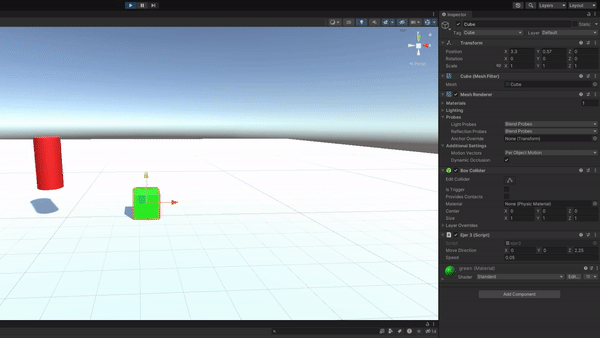 Layers
Layout
Inspector
Cube
Static
Tag Cube
Layer Default
Transform
Position X 3.3 Y 0.57 Z 0
Rotation X 0 Y 0 Z 0
Scale X 1 Y 1 Z 1
Cube (Mesh Filter)
Mesh Cube
Mesh Renderer
Materials 1
Lighting
Probes
Light Probes Blend Probes
Reflection Probes Blend Probes
Anchor Override None (Transform)
Additional Settings
Motion Vectors Per Object Motion
Dynamic Occlusion
Box Collider
Edit Collider
Is Trigger
Provides Contacts
Material None (Physic Material)
Center X 0 Y 0 Z 0
Size X 1 Y 1 Z 1
Layer Overrides
Ejer 3 (Script)
Script
Move Direction X 0 Y 0 Z 2.25
Speed 0.05
green (Material)
Shader Standard Edit...
Add Component